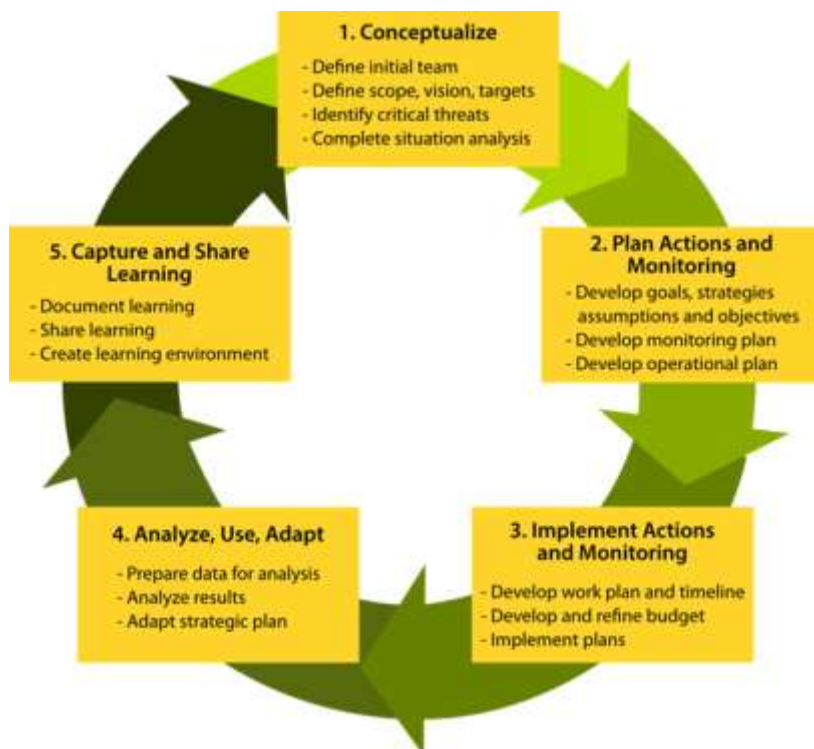 1. Conceptualize
- Define initial team
- Define scope, vision, targets
- Identify critical threats
- Complete situation analysis
2. Plan Actions and
Monitoring
- Develop goals, strategies
assumptions and objectives
- Develop monitoring plan
- Develop operational plan
3. Implement Actions
and Monitoring
- Develop work plan and timeline
- Develop and refine budget
- Implement plans
4. Analyze, Use, Adapt
- Prepare data for analysis
- Analyze results
- Adapt strategic plan
5. Capture and Share
Learning
- Document learning
- Share learning
- Create learning environment